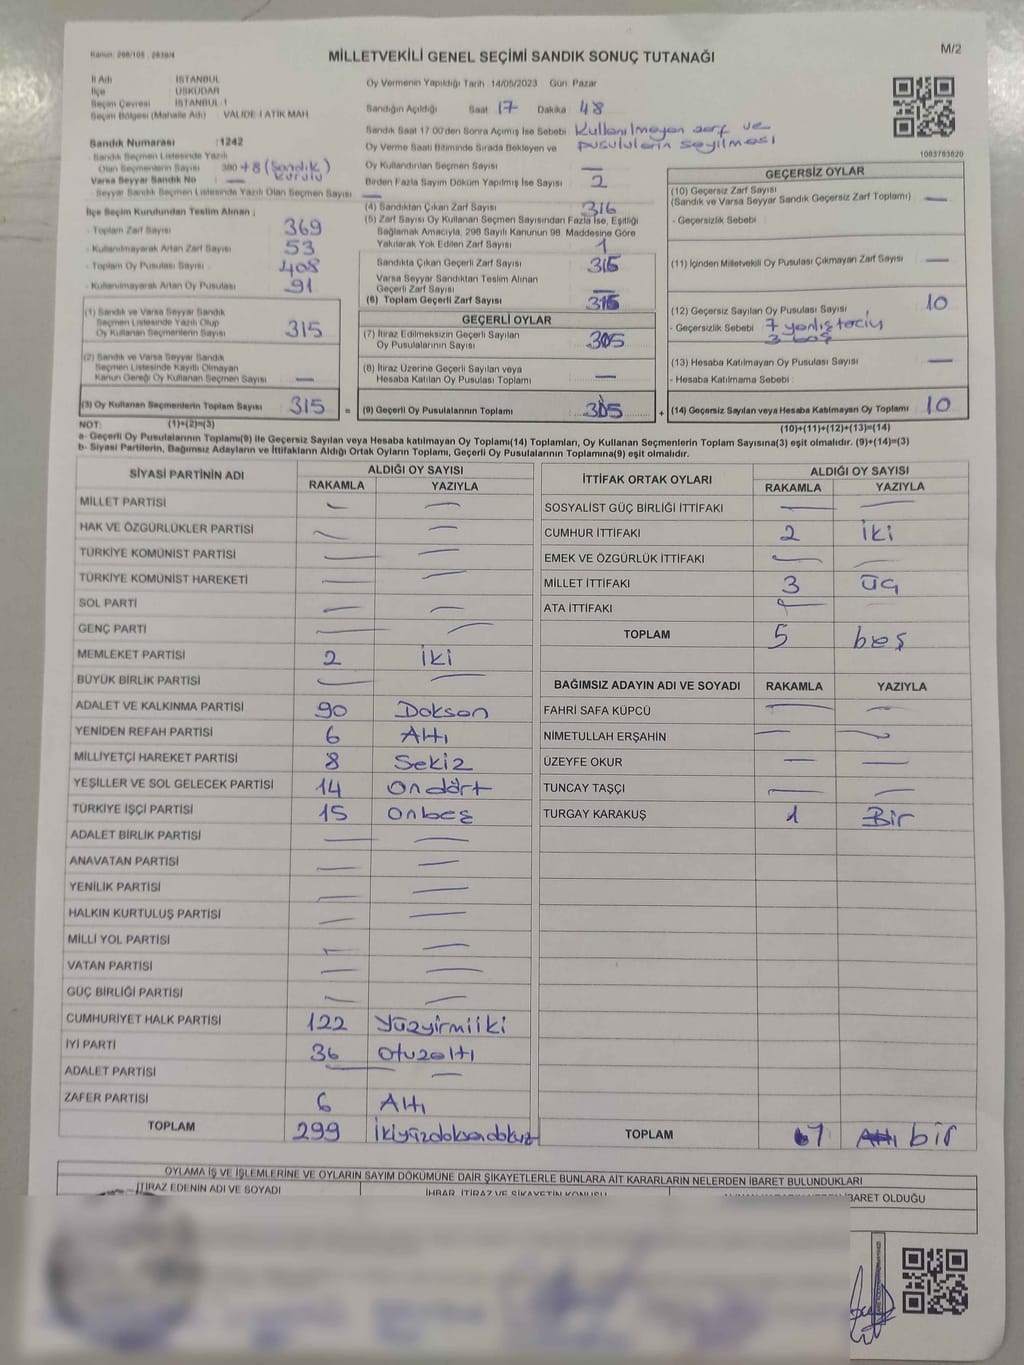 Kanun: 298/105 , 2839/4
MİLLETVEKİLİ GENEL SEÇİMİ SANDIK SONUÇ TUTANAĞI
M/2
İl Adı : İSTANBUL
İlçe : ÜSKÜDAR
Seçim Çevresi : İSTANBUL-1
Seçim Bölgesi (Mahalle Adı) VALİDE-İ ATİK MAH.
Sandık Numarası : 1242
Sandık Seçmen Listesinde Yazılı
Olan Seçmenlerin Sayısı : 380 +8 (Sandık kurulu)
Varsa Seyyar Sandık No : —
Seyyar Sandık Seçmen Listesinde Yazılı Olan Seçmen Sayısı : —
İlçe Seçim Kurulundan Teslim Alınan ;
- Toplam Zarf Sayısı : 369
- Kullanılmayarak Artan Zarf Sayısı : 53
- Toplam Oy Pusulası Sayısı : 408
- Kullanılmayarak Artan Oy Pusulası : 91
(1) Sandık ve Varsa Seyyar Sandık
Seçmen Listesinde Yazılı Olup
Oy Kullanan Seçmenlerin Sayısı : 315
(2) Sandık ve Varsa Seyyar Sandık
Seçmen Listesinde Kayıtlı Olmayan
Kanun Gereği Oy Kullanan Seçmen Sayısı : —
(3) Oy Kullanan Seçmenlerin Toplam Sayısı : 315 =
Oy Vermenin Yapıldığı Tarih :14/05/2023 Gün: Pazar
Sandığın Açıldığı Saat 17 Dakika 48
Sandık Saat 17:00'den Sonra Açımış İse Sebebi : Kullanılmayan zarf ve
pusulaların sayılması
Oy Verme Saati Bitiminde Sırada Bekleyen ve
Oy Kullandırılan Seçmen Sayısı : —
Birden Fazla Sayım Döküm Yapılmış İse Sayısı : 2
(4) Sandıktan Çıkan Zarf Sayısı : 316
(5) Zarf Sayısı Oy Kullanan Seçmen Sayısından Fazla İse, Eşitliği
Sağlamak Amacıyla, 298 Sayılı Kanunun 98. Maddesine Göre
Yakılarak Yok Edilen Zarf Sayısı : 1
Sandıkta Çıkan Geçerli Zarf Sayısı : 315
Varsa Seyyar Sandıktan Teslim Alınan
Geçerli Zarf Sayısı :
(6) Toplam Geçerli Zarf Sayısı : 315
GEÇERLİ OYLAR
(7) İtiraz Edilmeksizin Geçerli Sayılan
Oy Pusulalarının Sayısı : 305
(8) İtiraz Üzerine Geçerli Sayılan veya
Hesaba Katılan Oy Pusulası Toplamı : —
(9) Geçerli Oy Pusulalarının Toplamı : 305 +
1083783820
GEÇERSİZ OYLAR
(10) Geçersiz Zarf Sayısı :
(Sandık ve Varsa Seyyar Sandık Geçersiz Zarf Toplamı) —
- Geçersizlik Sebebi :
(11) İçinden Milletvekili Oy Pusulası Çıkmayan Zarf Sayısı : —
(12) Geçersiz Sayılan Oy Pusulası Sayısı : 10
- Geçersizlik Sebebi : 7 yanlış tercih
3 boş
(13) Hesaba Katılmayan Oy Pusulası Sayısı : —
- Hesaba Katılmama Sebebi :
(14) Geçersiz Sayılan veya Hesaba Katılmayan Oy Toplamı : 10
NOT: (1)+(2)=(3)
(10)+(11)+(12)+(13)=(14)
a- Geçerli Oy Pusulaları Toplamı(9) ile Geçersiz Sayılan veya Hesaba katılmayan Oy Toplamı(14) Toplamları, Oy Kullanan Seçmenlerin Toplam Sayısına(3) eşit olmalıdır. (9)+(14)=(3)
b- Siyasi Partilerin, Bağımsız Adayların ve İttifakların Aldığı Ortak Oyların Toplamı, Geçerli Oy Pusulalarının Toplamına(9) eşit olmalıdır.
SİYASİ PARTİNİN ADI ALDIĞI OY SAYISI
RAKAMLA YAZIYLA
MİLLET PARTİSİ — —
HAK VE ÖZGÜRLÜKLER PARTİSİ — —
TÜRKİYE KOMÜNİST PARTİSİ — —
TÜRKİYE KOMÜNİST HAREKETİ — —
SOL PARTİ — —
GENÇ PARTİ — —
MEMLEKET PARTİSİ 2 iki
BÜYÜK BİRLİK PARTİSİ — —
ADALET VE KALKINMA PARTİSİ 90 Doksan
YENİDEN REFAH PARTİSİ 6 Altı
MİLLİYETÇİ HAREKET PARTİSİ 8 Sekiz
YEŞİLLER VE SOL GELECEK PARTİSİ 14 Ondört
TÜRKİYE İŞÇİ PARTİSİ 15 Onbeş
ADALET BİRLİK PARTİSİ — —
ANAVATAN PARTİSİ — —
YENİLİK PARTİSİ — —
HALKIN KURTULUŞ PARTİSİ — —
MİLLİ YOL PARTİSİ — —
VATAN PARTİSİ — —
GÜÇ BİRLİĞİ PARTİSİ — —
CUMHURİYET HALK PARTİSİ 122 Yüzyirmiiki
İYİ PARTİ 36 Otuzaltı
ADALET PARTİSİ — —
ZAFER PARTİSİ 6 Altı
TOPLAM 299 ikiyüzdoksandokuz
İTTİFAK ORTAK OYLARI ALDIĞI OY SAYISI
RAKAMLA YAZIYLA
SOSYALİST GÜÇ BİRLİĞİ İTTİFAKI — —
CUMHUR İTTİFAKI 2 iki
EMEK VE ÖZGÜRLÜK İTTİFAKI — —
MİLLET İTTİFAKI 3 üç
ATA İTTİFAKI — —
TOPLAM 5 beş
BAĞIMSIZ ADAYIN ADI VE SOYADI RAKAMLA YAZIYLA
FAHRİ SAFA KÜPCÜ — —
NİMETULLAH ERŞAHİN — —
ÜZEYFE OKUR — —
TUNCAY TAŞÇI — —
TURGAY KARAKUŞ 1 Bir
TOPLAM 1 bir
OYLAMA İŞ VE İŞLEMLERİNE VE OYLARIN SAYIM DÖKÜMÜNE DAİR ŞİKAYETLERLE BUNLARA AİT KARARLARIN NELERDEN İBARET BULUNDUKLARI
İTİRAZ EDENİN ADI VE SOYADI
İHBAR, İTİRAZ VE ŞİKAYETİN KONUSU
İBARET OLDUĞU